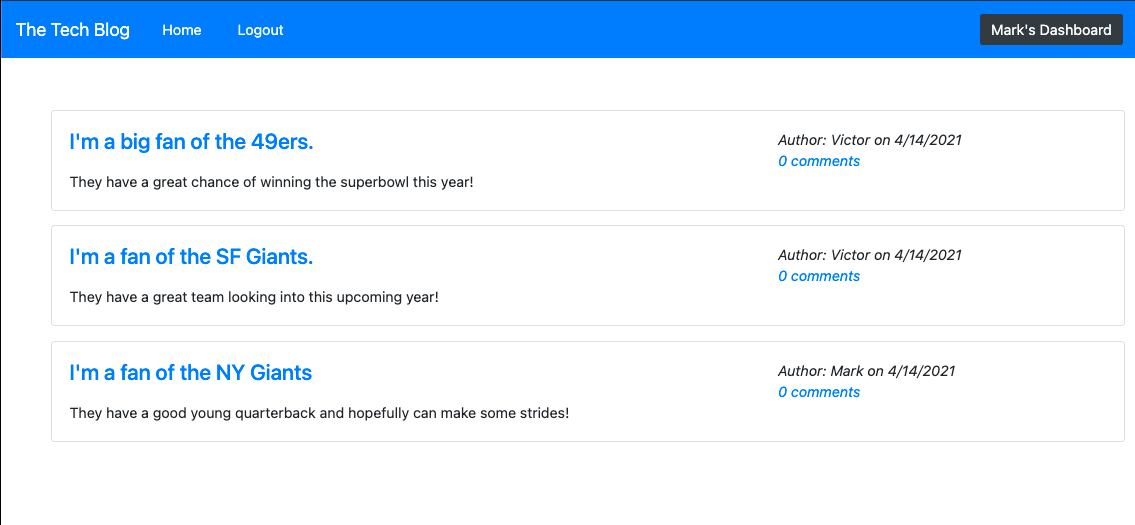 The Tech Blog Home Logout Mark's Dashboard
I'm a big fan of the 49ers.
Author: Victor on 4/14/2021
0 comments
They have a great chance of winning the superbowl this year!
I'm a fan of the SF Giants.
Author: Victor on 4/14/2021
0 comments
They have a great team looking into this upcoming year!
I'm a fan of the NY Giants
Author: Mark on 4/14/2021
0 comments
They have a good young quarterback and hopefully can make some strides!